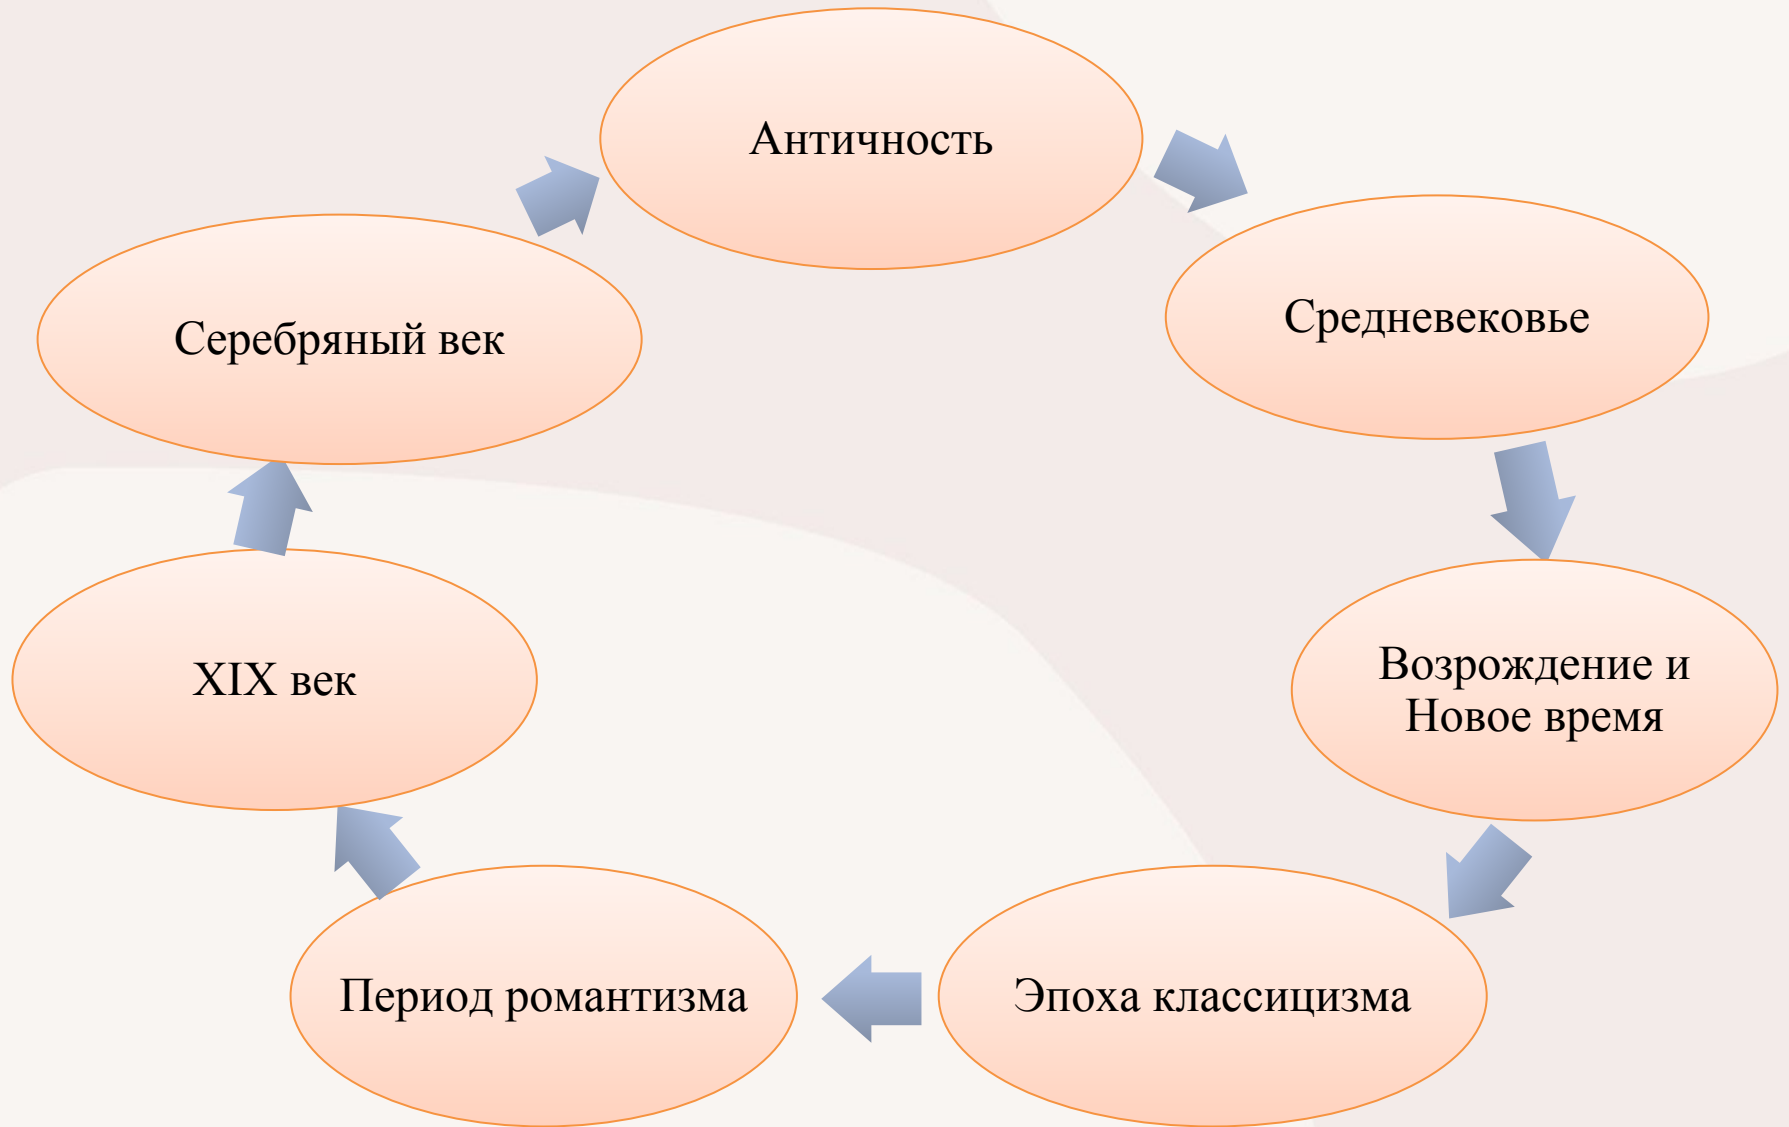 Античность
Средневековье
Возрождение и
Новое время
Эпоха классицизма
Период романтизма
XIX век
Серебряный век